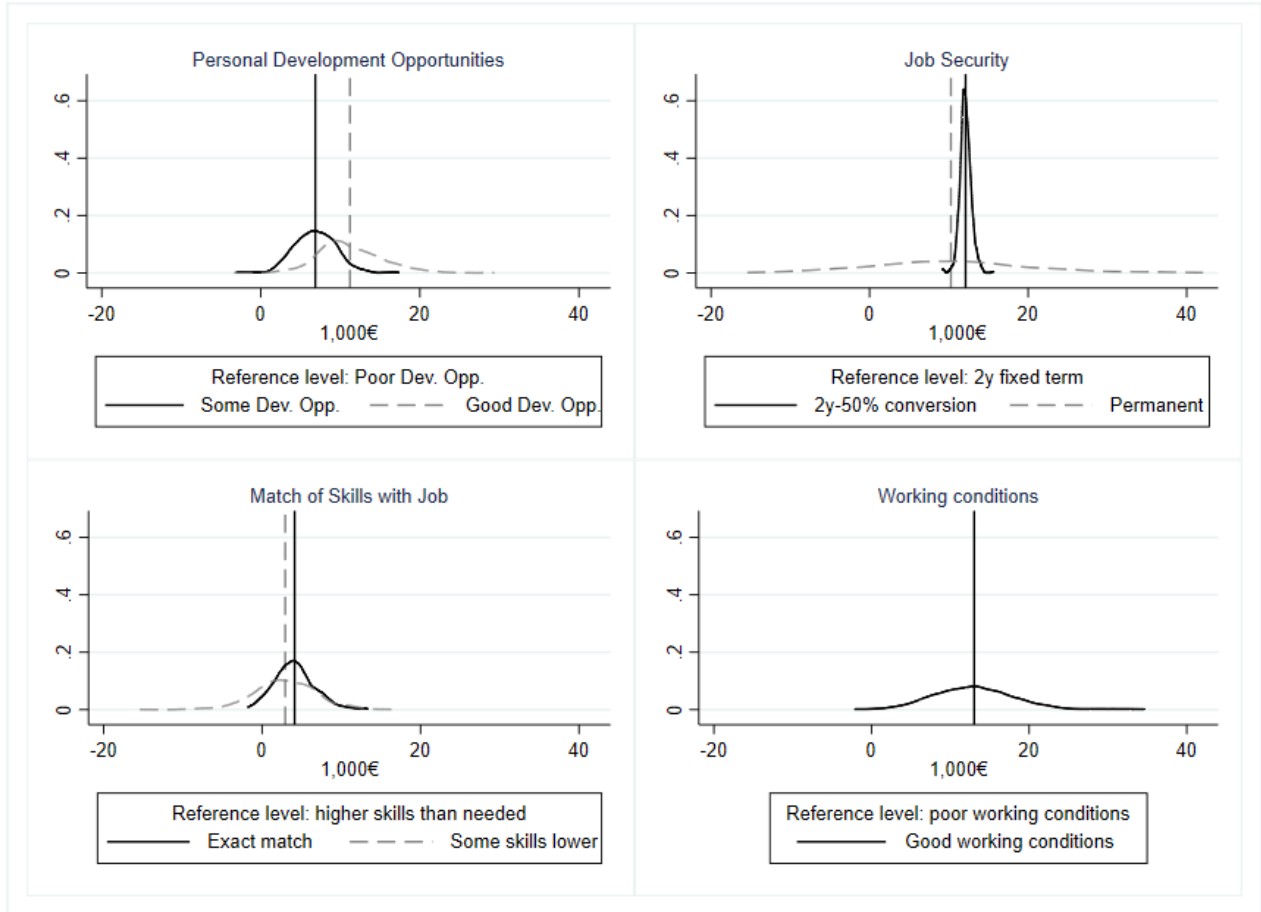 Personal Development Opportunities
.6
.4
.2
0
-20 0 20 40
1,000€
Reference level: Poor Dev. Opp.
Some Dev. Opp. Good Dev. Opp.
Job Security
.6
.4
.2
0
-20 0 20 40
1,000€
Reference level: 2y fixed term
2y-50% conversion Permanent
Match of Skills with Job
.6
.4
.2
0
-20 0 20 40
1,000€
Reference level: higher skills than needed
Exact match Some skills lower
Working conditions
.6
.4
.2
0
-20 0 20 40
1,000€
Reference level: poor working conditions
Good working conditions